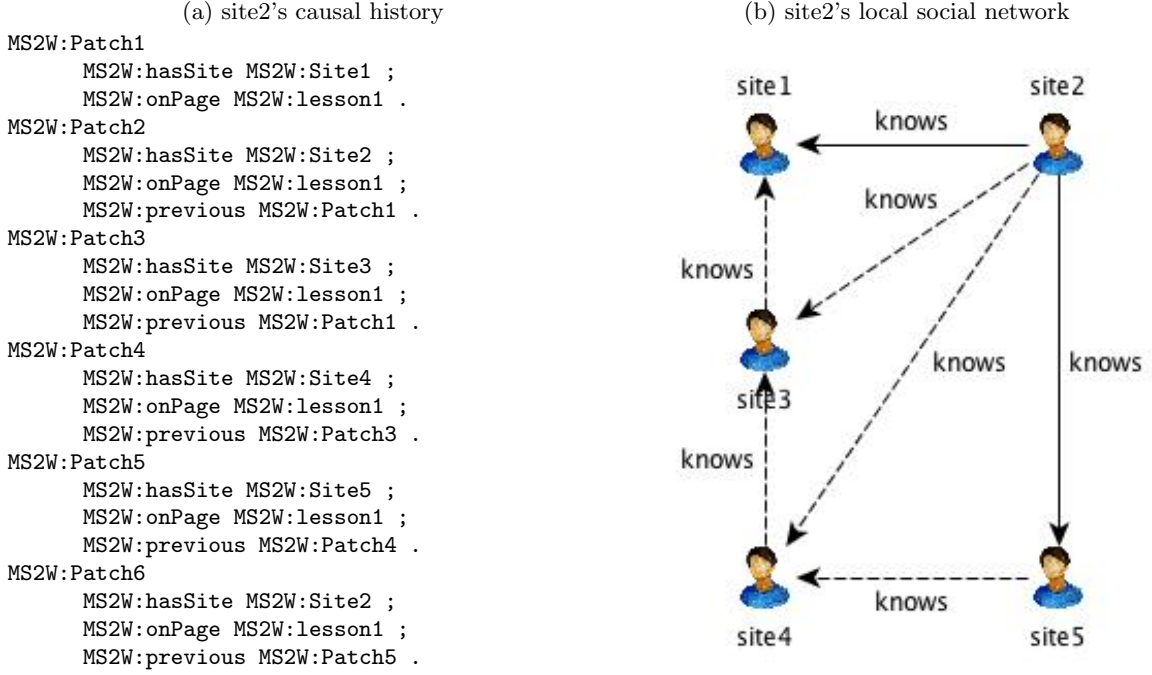 (a) site2's causal history
MS2W:Patch1
MS2W:hasSite MS2W:Site1 ;
MS2W:onPage MS2W:lesson1 .
MS2W:Patch2
MS2W:hasSite MS2W:Site2 ;
MS2W:onPage MS2W:lesson1 ;
MS2W:previous MS2W:Patch1 .
MS2W:Patch3
MS2W:hasSite MS2W:Site3 ;
MS2W:onPage MS2W:lesson1 ;
MS2W:previous MS2W:Patch1 .
MS2W:Patch4
MS2W:hasSite MS2W:Site4 ;
MS2W:onPage MS2W:lesson1 ;
MS2W:previous MS2W:Patch3 .
MS2W:Patch5
MS2W:hasSite MS2W:Site5 ;
MS2W:onPage MS2W:lesson1 ;
MS2W:previous MS2W:Patch4 .
MS2W:Patch6
MS2W:hasSite MS2W:Site2 ;
MS2W:onPage MS2W:lesson1 ;
MS2W:previous MS2W:Patch5 .
(b) site2's local social network
site1
site2
knows
knows
knows
site3
knows
knows
knows
knows
site4
site5